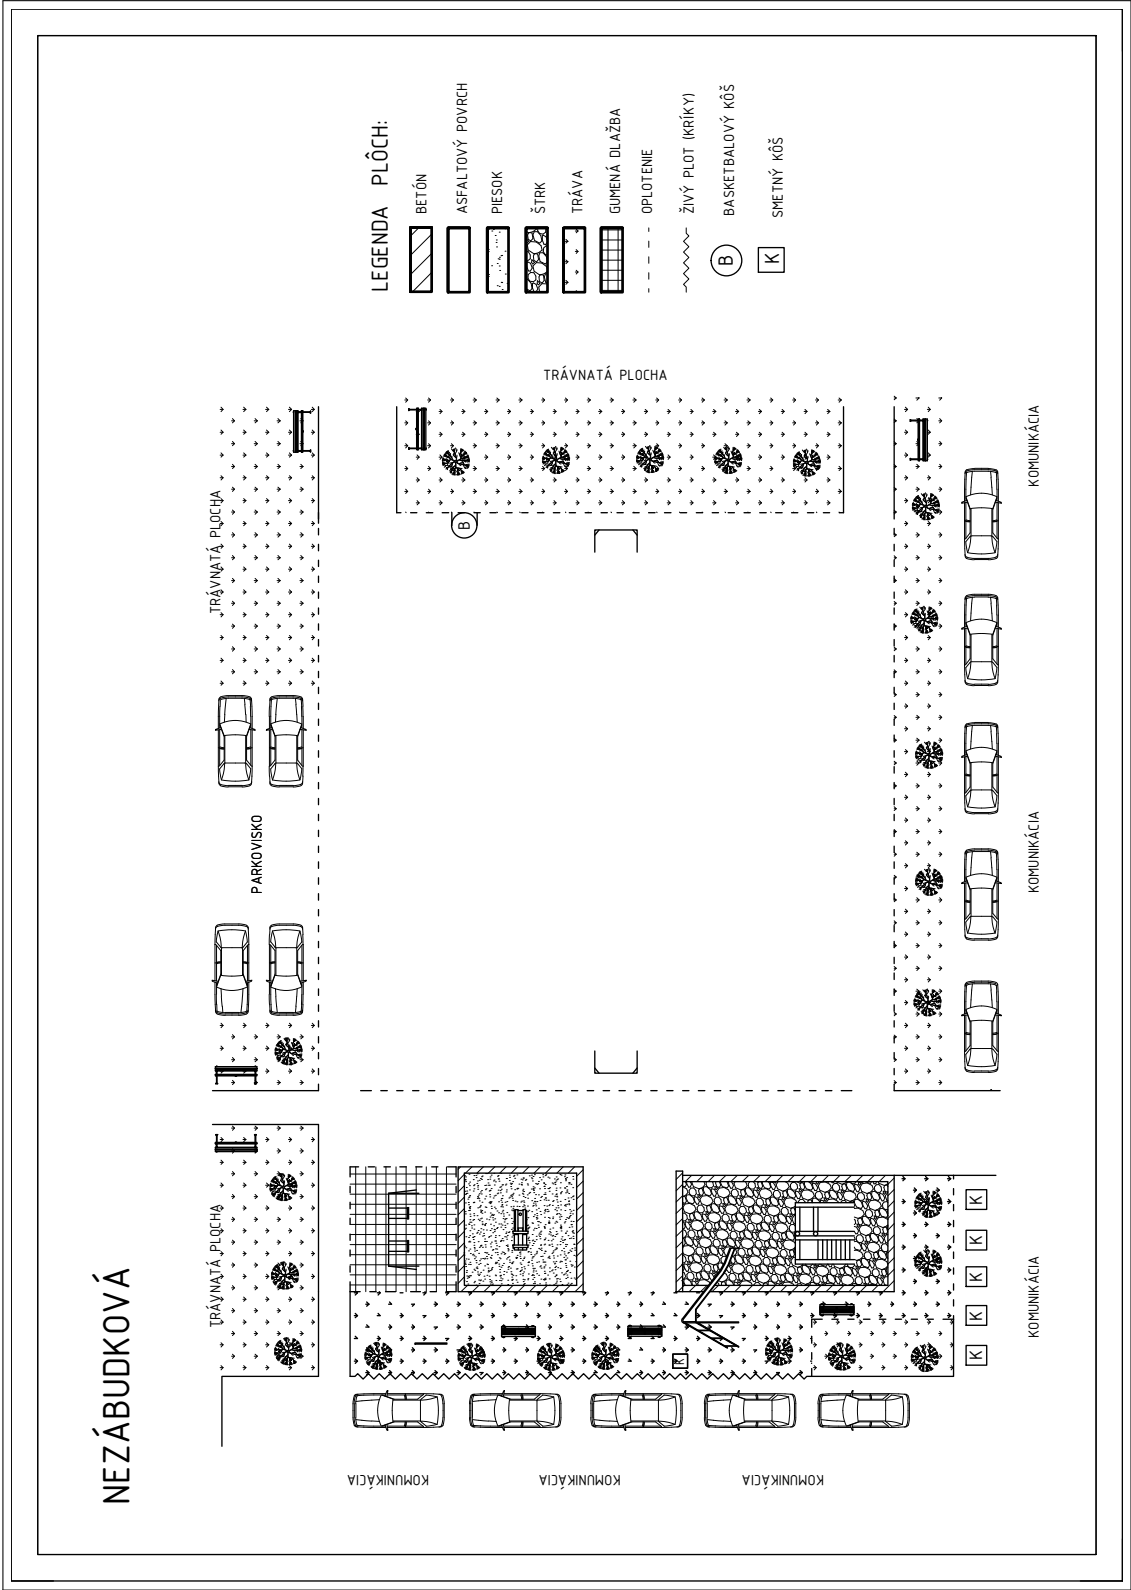 NEZÁBUDKOVÁ
LEGENDA PLÔCH:
BETÓN
ASFALTOVÝ POVRCH
PIESOK
ŠTRK
TRÁVA
GUMENÁ DLAŽBA
OPLOTENIE
ŽIVÝ PLOT (KRÍKY)
B
BASKETBALOVÝ KÔŠ
K
SMETNÝ KÔŠ
TRÁVNATÁ PLOCHA
PARKOVISKO
TRÁVNATÁ PLOCHA
TRÁVNATÁ PLOCHA
B
K
KOMUNIKÁCIA
KOMUNIKÁCIA
KOMUNIKÁCIA
K
K
K
K
K
KOMUNIKÁCIA
KOMUNIKÁCIA
KOMUNIKÁCIA